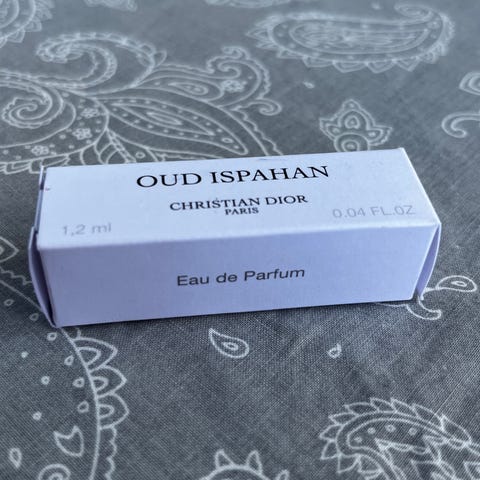 OUD ISPAHAN
CHRISTIAN DIOR
PARIS
1,2 ml
0.04 FL.OZ
Eau de Parfum